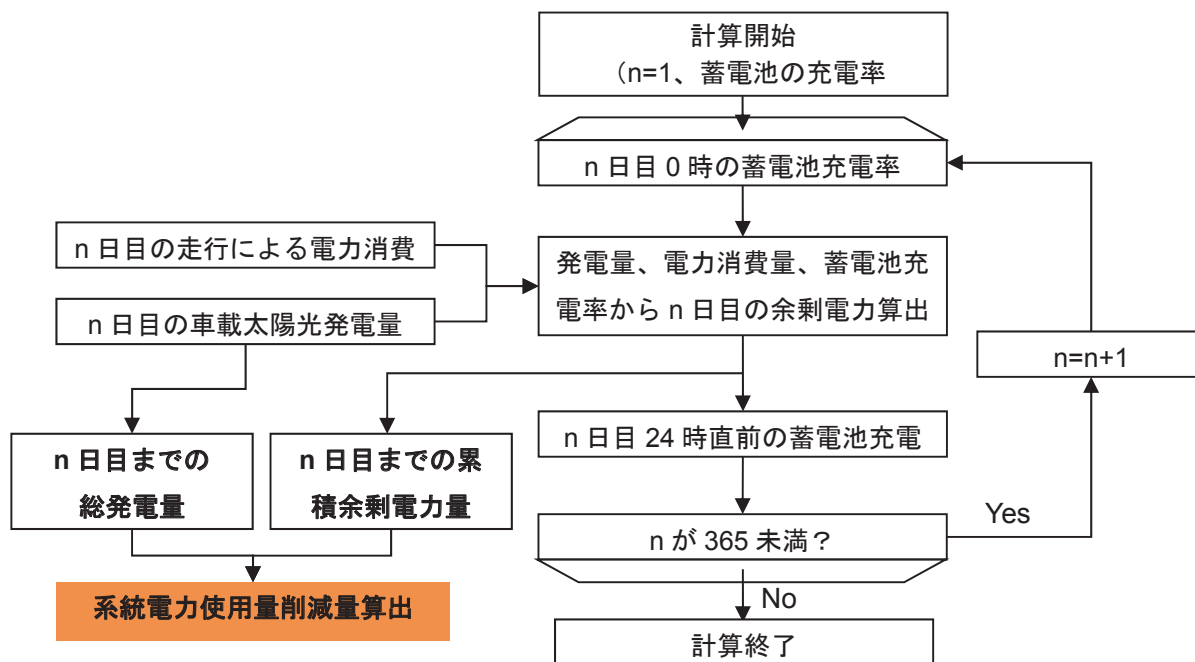 計算開始
（n=1、蓄電池の充電率
n 日目 0 時の蓄電池充電率
n 日目の走行による電力消費
n 日目の車載太陽光発電量
発電量、電力消費量、蓄電池充
電率から n 日目の余剰電力算出
n=n+1
n 日目までの
総発電量
n 日目までの累
積余剰電力量
n 日目 24 時直前の蓄電池充電
n が 365 未満？
Yes
系統電力使用量削減量算出
No
計算終了